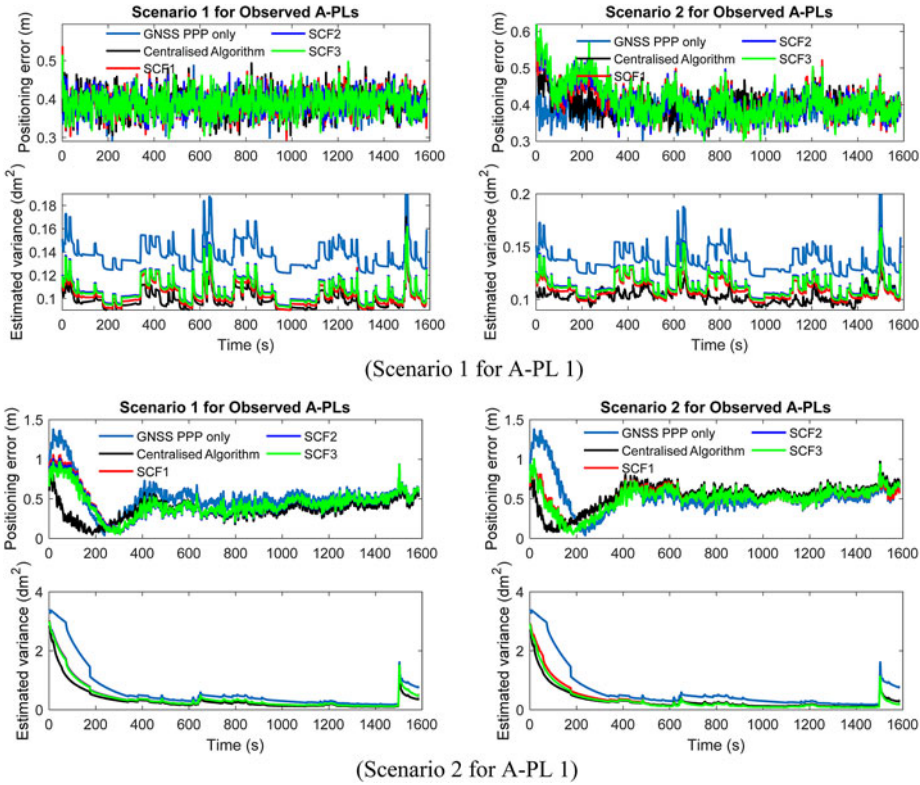 Scenario 1 for Observed A-PLs
Positioning error (m)
GNSS PPP only
Centralised Algorithm
SCF1
SCF2
SCF3
0.5
0.4
0.3
0 200 400 600 800 1000 1200 1400 1600
Estimated variance (dm²)
0.18
0.16
0.14
0.12
0.1
0 200 400 600 800 1000 1200 1400 1600
Time (s)
Scenario 2 for Observed A-PLs
Positioning error (m)
GNSS PPP only
Centralised Algorithm
SCF1
SCF2
SCF3
0.6
0.5
0.4
0.3
0 200 400 600 800 1000 1200 1400 1600
Estimated variance (dm²)
0.2
0.15
0.1
0 200 400 600 800 1000 1200 1400 1600
Time (s)
(Scenario 1 for A-PL 1)
Scenario 1 for Observed A-PLs
Positioning error (m)
GNSS PPP only
Centralised Algorithm
SCF1
SCF2
SCF3
1.5
1
0.5
0
0 200 400 600 800 1000 1200 1400 1600
Estimated variance (dm²)
4
2
0
0 200 400 600 800 1000 1200 1400 1600
Time (s)
Scenario 2 for Observed A-PLs
Positioning error (m)
GNSS PPP only
Centralised Algorithm
SCF1
SCF2
SCF3
1.5
1
0.5
0
0 200 400 600 800 1000 1200 1400 1600
Estimated variance (dm²)
4
2
0
0 200 400 600 800 1000 1200 1400 1600
Time (s)
(Scenario 2 for A-PL 1)